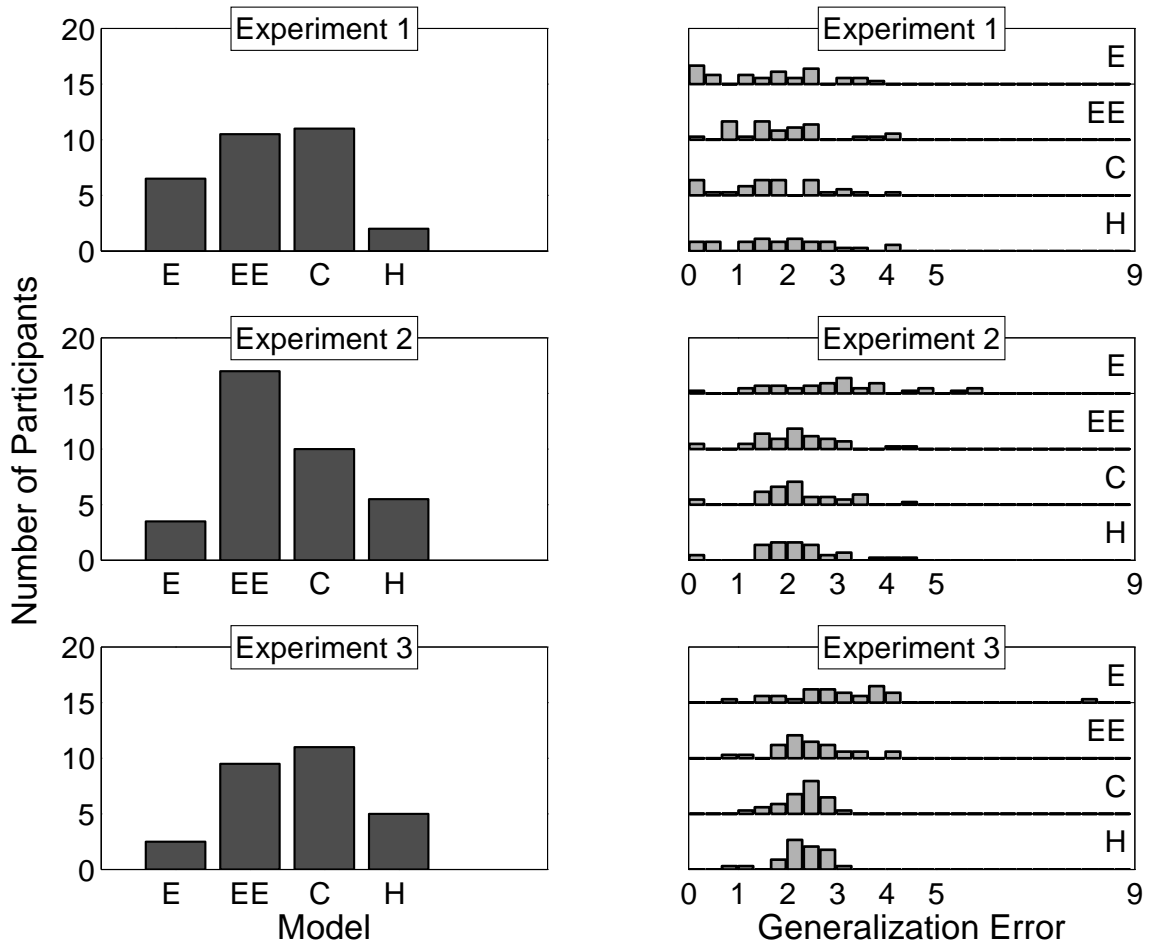 Number of Participants
Experiment 1
20
15
10
5
0
E EE C H
Experiment 1
E
EE
C
H
0 1 2 3 4 5 9
Experiment 2
20
15
10
5
0
E EE C H
Experiment 2
E
EE
C
H
0 1 2 3 4 5 9
Experiment 3
20
15
10
5
0
E EE C H
Model
Experiment 3
E
EE
C
H
0 1 2 3 4 5 9
Generalization Error